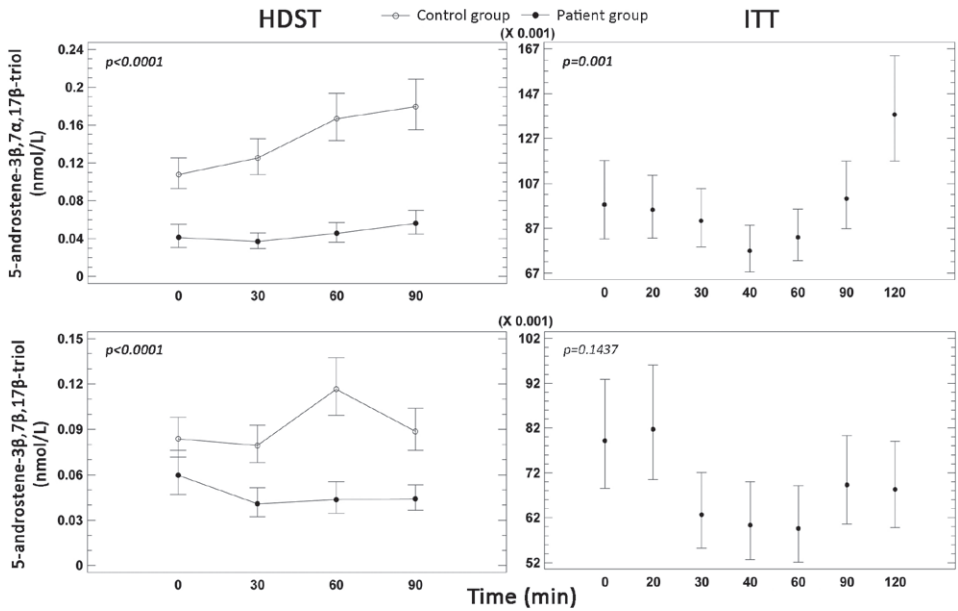 HDST
Control group
Patient group
ITT
(X 0.001)
5-androstene-3β,7α,17β-triol
(nmol/L)
p<0.0001
0.24
0.2
0.16
0.12
0.08
0.04
0
0 30 60 90
p=0.001
167
147
127
107
87
67
0 20 30 40 60 90 120
(X 0.001)
5-androstene-3β,7β,17β-triol
(nmol/L)
p<0.0001
0.15
0.12
0.09
0.06
0.03
0
0 30 60 90
p=0.1437
102
92
82
72
62
52
0 20 30 40 60 90 120
Time (min)